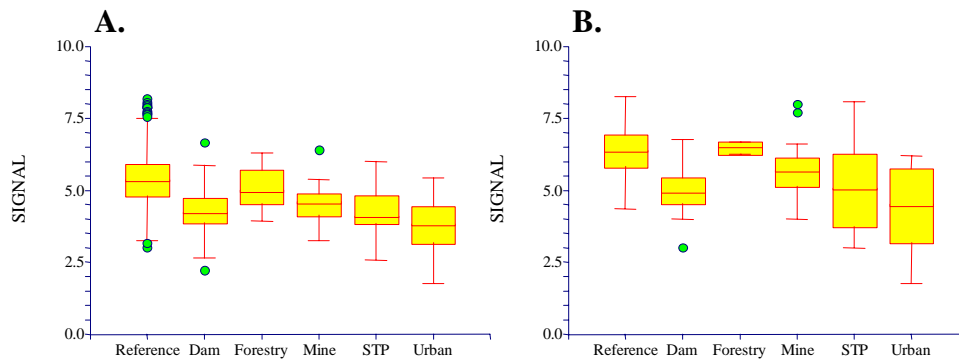 A.
10.0
7.5
5.0
2.5
0.0
SIGNAL
Reference Dam Forestry Mine STP Urban
B.
10.0
7.5
5.0
2.5
0.0
SIGNAL
Reference Dam Forestry Mine STP Urban